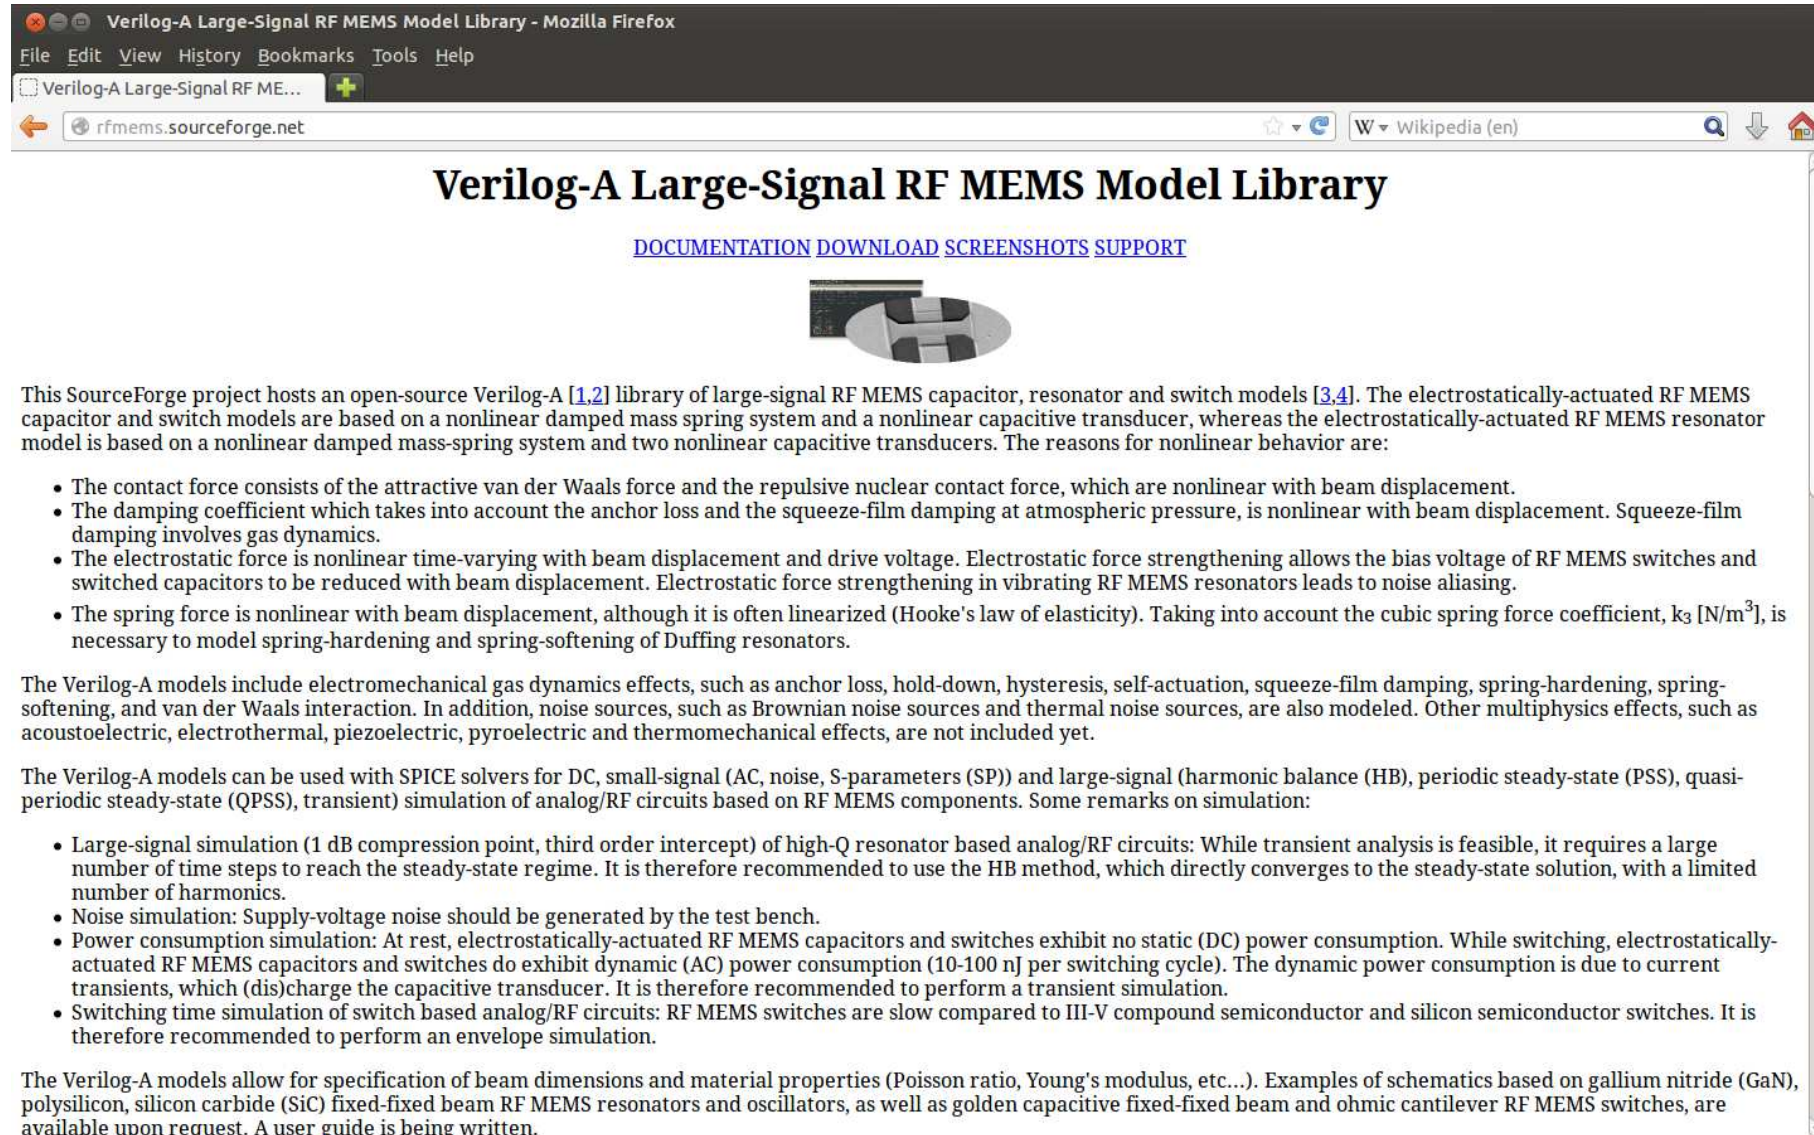 Verilog-A Large-Signal RF MEMS Model Library - Mozilla Firefox
File Edit View History Bookmarks Tools Help
Verilog-A Large-Signal RF ME...
rfmems.sourceforge.net
W Wikipedia (en)
Verilog-A Large-Signal RF MEMS Model Library
DOCUMENTATION DOWNLOAD SCREENSHOTS SUPPORT
This SourceForge project hosts an open-source Verilog-A [1,2] library of large-signal RF MEMS capacitor, resonator and switch models [3,4]. The electrostatically-actuated RF MEMS
capacitor and switch models are based on a nonlinear damped mass spring system and a nonlinear capacitive transducer, whereas the electrostatically-actuated RF MEMS resonator
model is based on a nonlinear damped mass-spring system and two nonlinear capacitive transducers. The reasons for nonlinear behavior are:
• The contact force consists of the attractive van der Waals force and the repulsive nuclear contact force, which are nonlinear with beam displacement.
• The damping coefficient which takes into account the anchor loss and the squeeze-film damping at atmospheric pressure, is nonlinear with beam displacement. Squeeze-film
damping involves gas dynamics.
• The electrostatic force is nonlinear time-varying with beam displacement and drive voltage. Electrostatic force strengthening allows the bias voltage of RF MEMS switches and
switched capacitors to be reduced with beam displacement. Electrostatic force strengthening in vibrating RF MEMS resonators leads to noise aliasing.
• The spring force is nonlinear with beam displacement, although it is often linearized (Hooke's law of elasticity). Taking into account the cubic spring force coefficient, k3 [N/m3], is
necessary to model spring-hardening and spring-softening of Duffing resonators.
The Verilog-A models include electromechanical gas dynamics effects, such as anchor loss, hold-down, hysteresis, self-actuation, squeeze-film damping, spring-hardening, spring-
softening, and van der Waals interaction. In addition, noise sources, such as Brownian noise sources and thermal noise sources, are also modeled. Other multiphysics effects, such as
acoustoelectric, electrothermal, piezoelectric, pyroelectric and thermomechanical effects, are not included yet.
The Verilog-A models can be used with SPICE solvers for DC, small-signal (AC, noise, S-parameters (SP)) and large-signal (harmonic balance (HB), periodic steady-state (PSS), quasi-
periodic steady-state (QPSS), transient) simulation of analog/RF circuits based on RF MEMS components. Some remarks on simulation:
• Large-signal simulation (1 dB compression point, third order intercept) of high-Q resonator based analog/RF circuits: While transient analysis is feasible, it requires a large
number of time steps to reach the steady-state regime. It is therefore recommended to use the HB method, which directly converges to the steady-state solution, with a limited
number of harmonics.
• Noise simulation: Supply-voltage noise should be generated by the test bench.
• Power consumption simulation: At rest, electrostatically-actuated RF MEMS capacitors and switches exhibit no static (DC) power consumption. While switching, electrostatically-
actuated RF MEMS capacitors and switches do exhibit dynamic (AC) power consumption (10-100 nJ per switching cycle). The dynamic power consumption is due to current
transients, which (dis)charge the capacitive transducer. It is therefore recommended to perform a transient simulation.
• Switching time simulation of switch based analog/RF circuits: RF MEMS switches are slow compared to III-V compound semiconductor and silicon semiconductor switches. It is
therefore recommended to perform an envelope simulation.
The Verilog-A models allow for specification of beam dimensions and material properties (Poisson ratio, Young's modulus, etc...). Examples of schematics based on gallium nitride (GaN),
polysilicon, silicon carbide (SiC) fixed-fixed beam RF MEMS resonators and oscillators, as well as golden capacitive fixed-fixed beam and ohmic cantilever RF MEMS switches, are
available upon request. A user guide is being written.